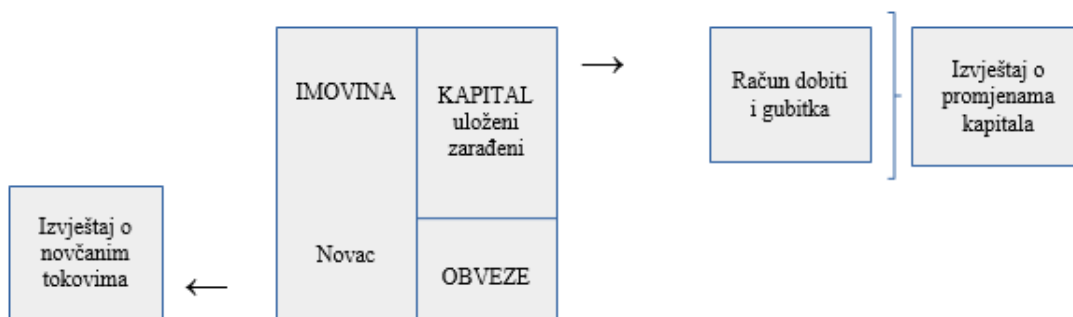 IMOVINA
Novac
KAPITAL
uloženi
zarađeni
OBVEZE
→
Račun dobiti
i gubitka
Izvještaj o
promjenama
kapitala
Izvještaj o
novčanim
tokovima
←